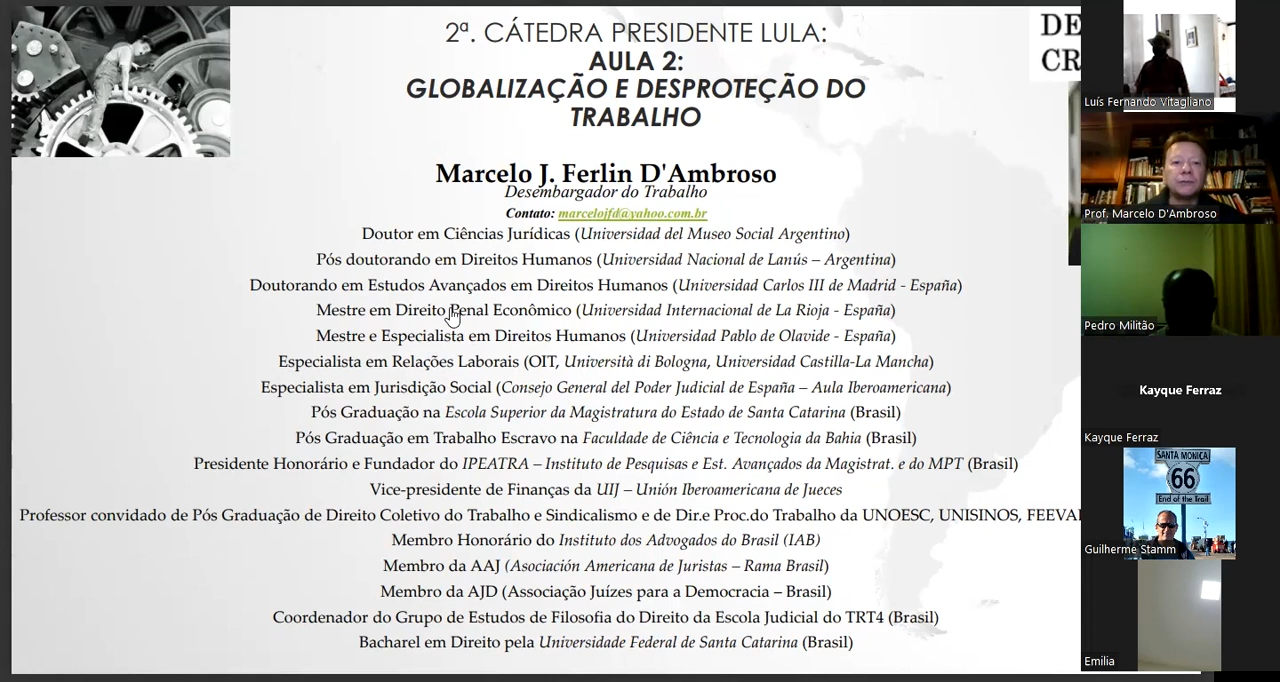 2ª. CÁTEDRA PRESIDENTE LULA:
AULA 2:
GLOBALIZAÇÃO E DESPROTEÇÃO DO
TRABALHO
DE
CR
Marcelo J. Ferlin D'Ambroso
Desembargador do Trabalho
Contato: marcelojfd@yahoo.com.br
Doutor em Ciências Jurídicas (Universidad del Museo Social Argentino)
Pós doutorando em Direitos Humanos (Universidad Nacional de Lanús – Argentina)
Doutorando em Estudos Avançados em Direitos Humanos (Universidad Carlos III de Madrid - España)
Mestre em Direito Penal Econômico (Universidad Internacional de La Rioja - España)
Mestre e Especialista em Direitos Humanos (Universidad Pablo de Olavide - España)
Especialista em Relações Laborais (OIT, Università di Bologna, Universidad Castilla-La Mancha)
Especialista em Jurisdição Social (Consejo General del Poder Judicial de España – Aula Iberoamericana)
Pós Graduação na Escola Superior da Magistratura do Estado de Santa Catarina (Brasil)
Pós Graduação em Trabalho Escravo na Faculdade de Ciência e Tecnologia da Bahia (Brasil)
Presidente Honorário e Fundador do IPEATRA – Instituto de Pesquisas e Est. Avançados da Magistrat. e do MPT (Brasil)
Vice-presidente de Finanças da UIJ – Unión Iberoamericana de Jueces
Professor convidado de Pós Graduação de Direito Coletivo do Trabalho e Sindicalismo e de Dir.e Proc.do Trabalho da UNOESC, UNISINOS, FEEVA
Membro Honorário do Instituto dos Advogados do Brasil (IAB)
Membro da AAJ (Asociación Americana de Juristas – Rama Brasil)
Membro da AJD (Associação Juízes para a Democracia – Brasil)
Coordenador do Grupo de Estudos de Filosofia do Direito da Escola Judicial do TRT4 (Brasil)
Bacharel em Direito pela Universidade Federal de Santa Catarina (Brasil)
Luís Fernando Vitagliano
Prof. Marcelo D'Ambroso
Pedro Militão
Kayque Ferraz
Kayque Ferraz
SANTA MONICA
66
End of the Trail
Guilherme Stamm
Emilia